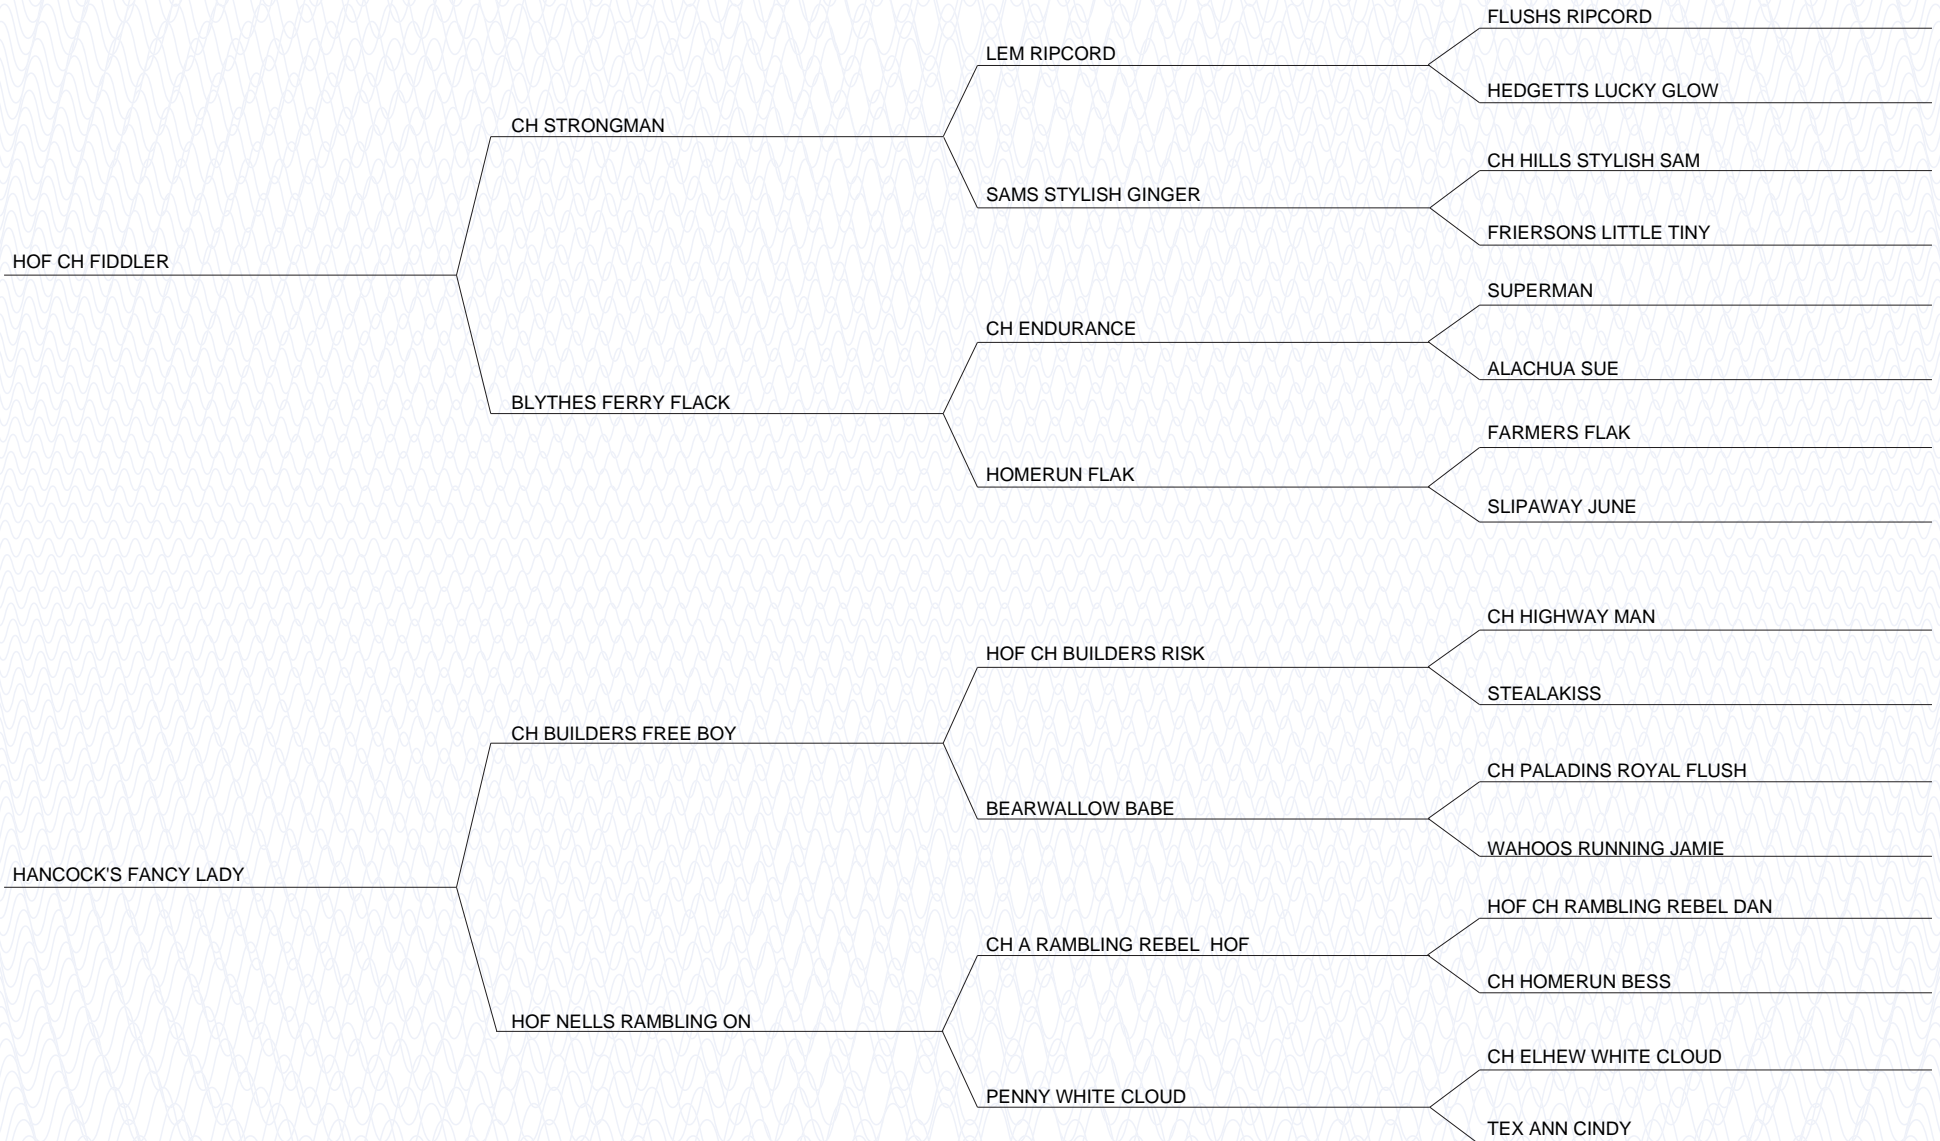 FLUSHS RIPCORD
LEM RIPCORD
HEDGETTS LUCKY GLOW
CH STRONGMAN
CH HILLS STYLISH SAM
SAMS STYLISH GINGER
FRIERSONS LITTLE TINY
HOF CH FIDDLER
SUPERMAN
CH ENDURANCE
ALACHUA SUE
BLYTHES FERRY FLACK
FARMERS FLAK
HOMERUN FLAK
SLIPAWAY JUNE
CH HIGHWAY MAN
HOF CH BUILDERS RISK
STEALAKISS
CH BUILDERS FREE BOY
CH PALADINS ROYAL FLUSH
BEARWALLOW BABE
WAHOOS RUNNING JAMIE
HANCOCK'S FANCY LADY
HOF CH RAMBLING REBEL DAN
CH A RAMBLING REBEL  HOF
CH HOMERUN BESS
HOF NELLS RAMBLING ON
CH ELHEW WHITE CLOUD
PENNY WHITE CLOUD
TEX ANN CINDY